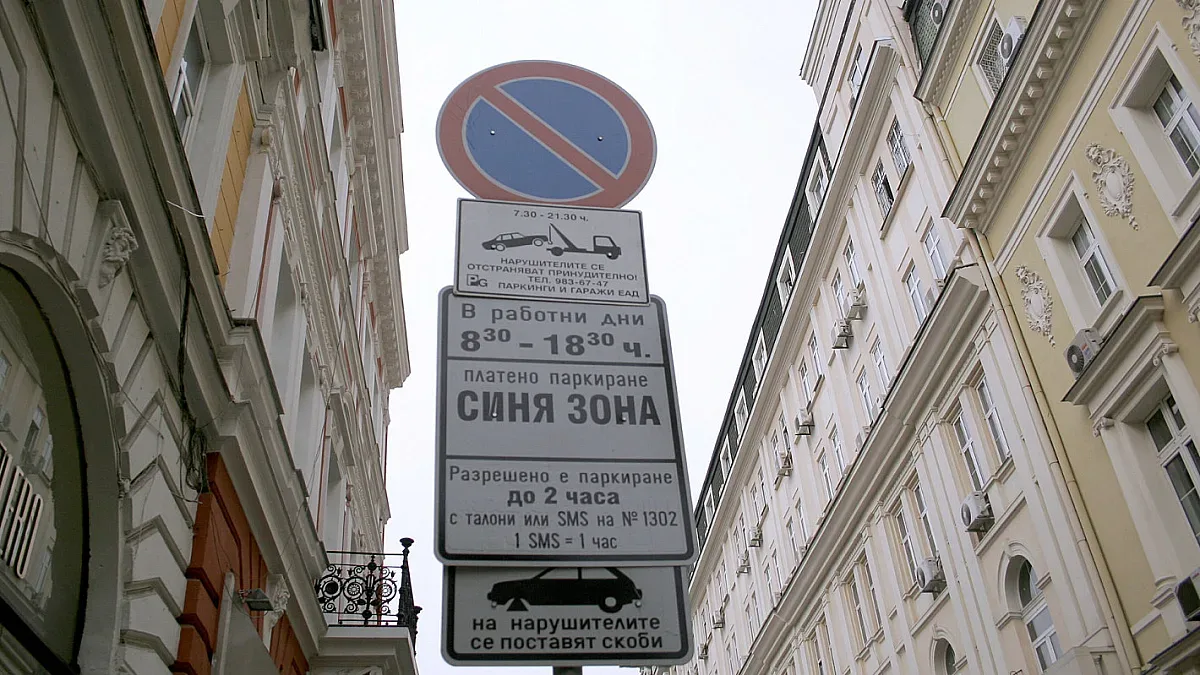 7.30 - 21.30 ч.
НАРУШИТЕЛИТЕ СЕ
ОТСТРАНЯВАТ ПРИНУДИТЕЛНО!
ТЕЛ. 983-67-47
PG ПАРКИНГИ И ГАРАЖИ ЕАД
В работни дни
8³⁰ - 18³⁰ ч.
платено паркиране
СИНЯ ЗОНА
Разрешено е паркиране
до 2 часа
с талони или SMS на № 1302
1 SMS = 1 час
на нарушителите
се поставят скоби